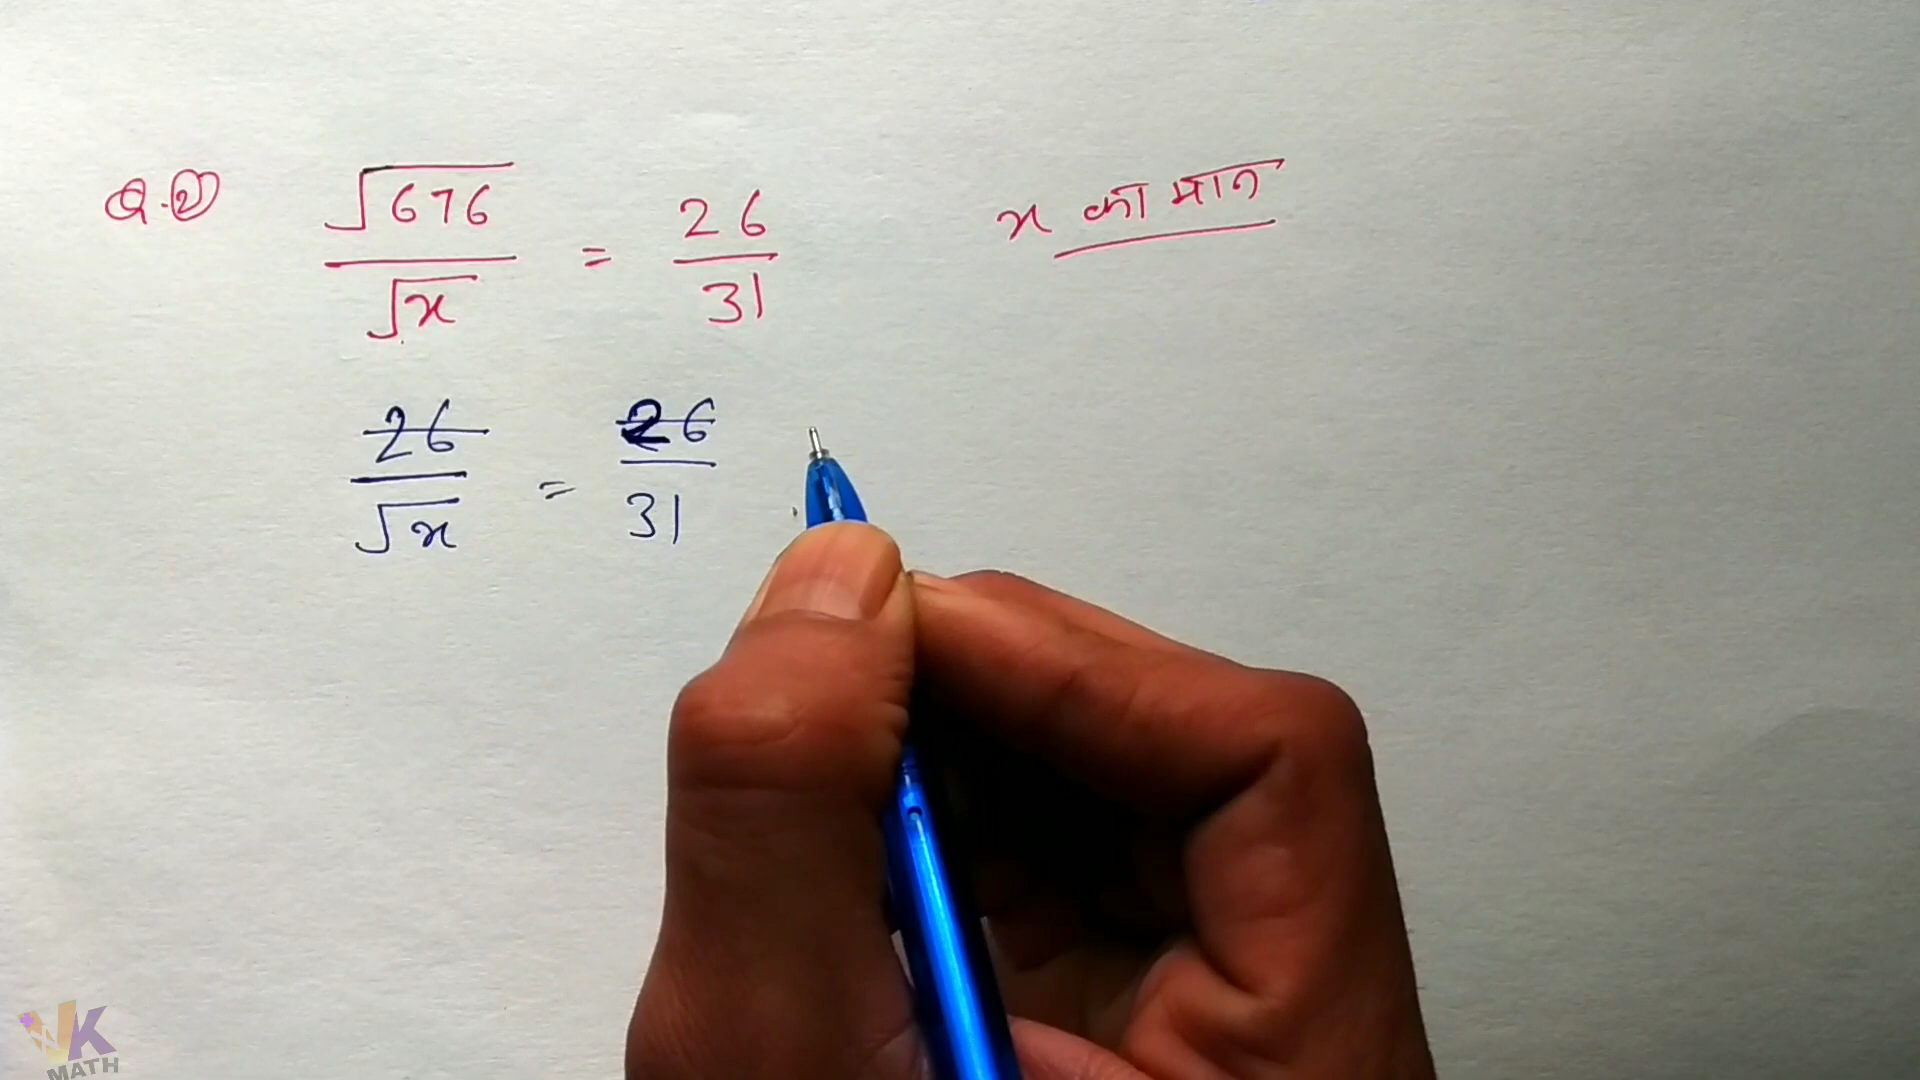 Q.② √676 / √x = 26 / 31 x का मान
26 / √x = 26 / 31
VK
MATH